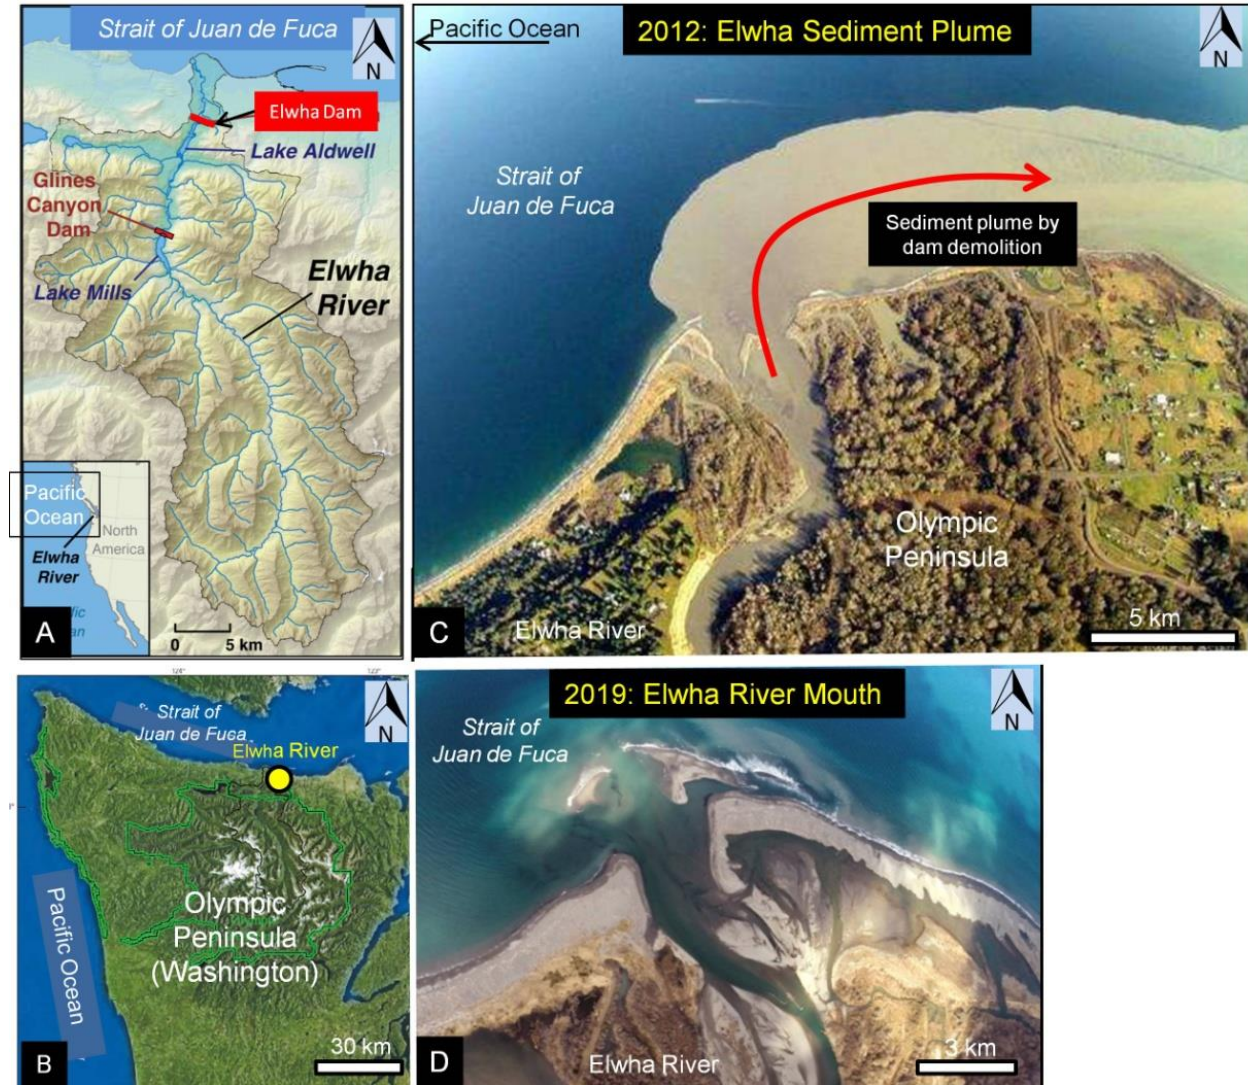 Strait of Juan de Fuca
N
Elwha Dam
Lake Aldwell
Glines
Canyon
Dam
Elwha
River
Lake Mills
Pacific
Ocean
North
America
Elwha
River
an
0 5 km
A
Pacific Ocean
2012: Elwha Sediment Plume
N
Strait of
Juan de Fuca
Sediment plume by
dam demolition
Olympic
Peninsula
Elwha River
5 km
C
124°
123°
N
& Strait of
Juan de Fuca
Elwha River
Pacific Ocean
Olympic
Peninsula
(Washington)
30 km
B
2019: Elwha River Mouth
N
Strait of
Juan de Fuca
Elwha River
3 km
D